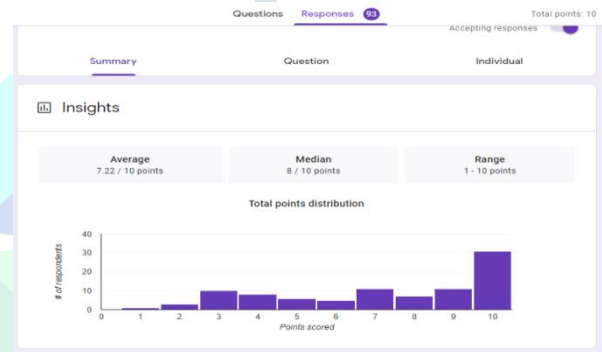 Questions Responses 93 Total points: 10
Accepting responses
Summary Question Individual
Insights
Average Median Range
7.22 / 10 points 8 / 10 points 1 - 10 points
Total points distribution
# of respondents
40
30
20
10
0
0 1 2 3 4 5 6 7 8 9 10
Points scored